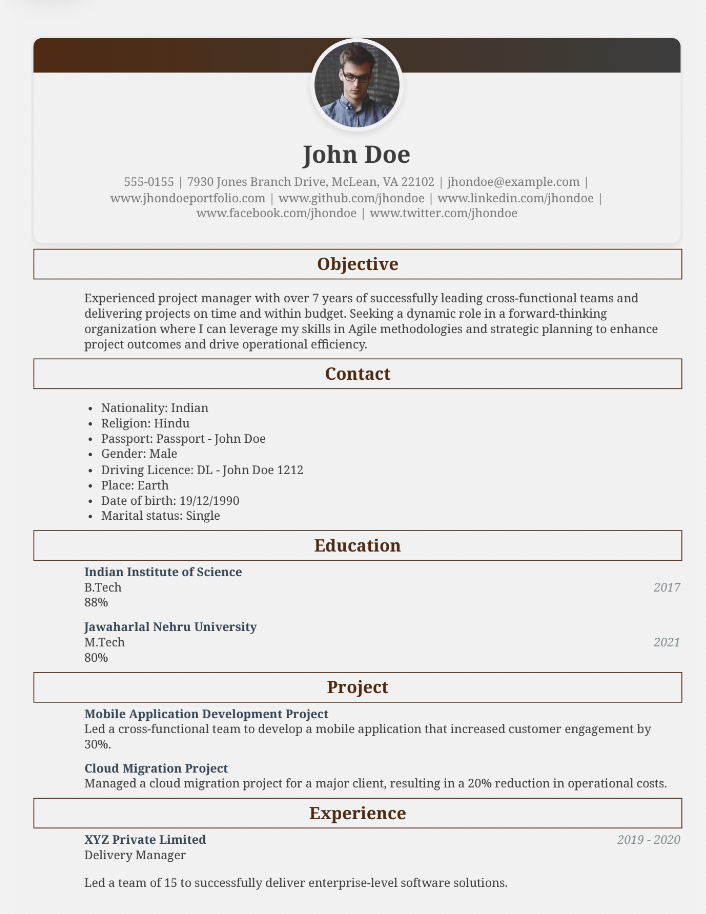 John Doe
555-0155 | 7930 Jones Branch Drive, McLean, VA 22102 | jhondoe@example.com |
www.jhondoeportfolio.com | www.github.com/jhondoe | www.linkedin.com/jhondoe |
www.facebook.com/jhondoe | www.twitter.com/jhondoe
Objective
Experienced project manager with over 7 years of successfully leading cross-functional teams and
delivering projects on time and within budget. Seeking a dynamic role in a forward-thinking
organization where I can leverage my skills in Agile methodologies and strategic planning to enhance
project outcomes and drive operational efficiency.
Contact
• Nationality: Indian
• Religion: Hindu
• Passport: Passport - John Doe
• Gender: Male
• Driving Licence: DL - John Doe 1212
• Place: Earth
• Date of birth: 19/12/1990
• Marital status: Single
Education
Indian Institute of Science
B.Tech 2017
88%
Jawaharlal Nehru University
M.Tech 2021
80%
Project
Mobile Application Development Project
Led a cross-functional team to develop a mobile application that increased customer engagement by
30%.
Cloud Migration Project
Managed a cloud migration project for a major client, resulting in a 20% reduction in operational costs.
Experience
XYZ Private Limited 2019 - 2020
Delivery Manager
Led a team of 15 to successfully deliver enterprise-level software solutions.